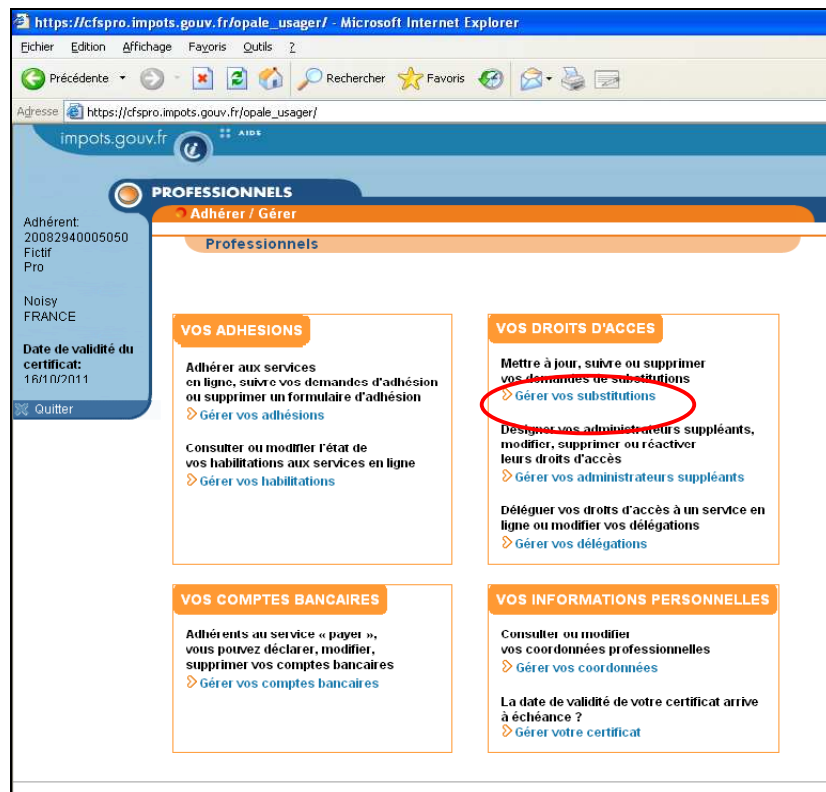 https://cfspro.impots.gouv.fr/opale_usager/ - Microsoft Internet Explorer
Fichier Edition Affichage Favoris Outils ?
Précédente Rechercher Favoris
Adresse https://cfspro.impots.gouv.fr/opale_usager/
impots.gouv.fr AIDE
PROFESSIONNELS
Adhérer / Gérer
Professionnels
Adhérent:
20082940005050
Fictif
Pro
Noisy
FRANCE
Date de validité du
certificat:
16/10/2011
Quitter
VOS ADHESIONS
Adhérer aux services
en ligne, suivre vos demandes d'adhésion
ou supprimer un formulaire d'adhésion
Gérer vos adhésions
Consulter ou modifier l'état de
vos habilitations aux services en ligne
Gérer vos habilitations
VOS DROITS D'ACCES
Mettre à jour, suivre ou supprimer
vos demandes de substitutions
Gérer vos substitutions
Désigner vos administrateurs suppléants,
modifier, supprimer ou réactiver
leurs droits d'accès
Gérer vos administrateurs suppléants
Déléguer vos droits d'accès à un service en
ligne ou modifier vos délégations
Gérer vos délégations
VOS COMPTES BANCAIRES
Adhérents au service « payer »,
vous pouvez déclarer, modifier,
supprimer vos comptes bancaires
Gérer vos comptes bancaires
VOS INFORMATIONS PERSONNELLES
Consulter ou modifier
vos coordonnées professionnelles
Gérer vos coordonnées
La date de validité de votre certificat arrive
à échéance ?
Gérer votre certificat